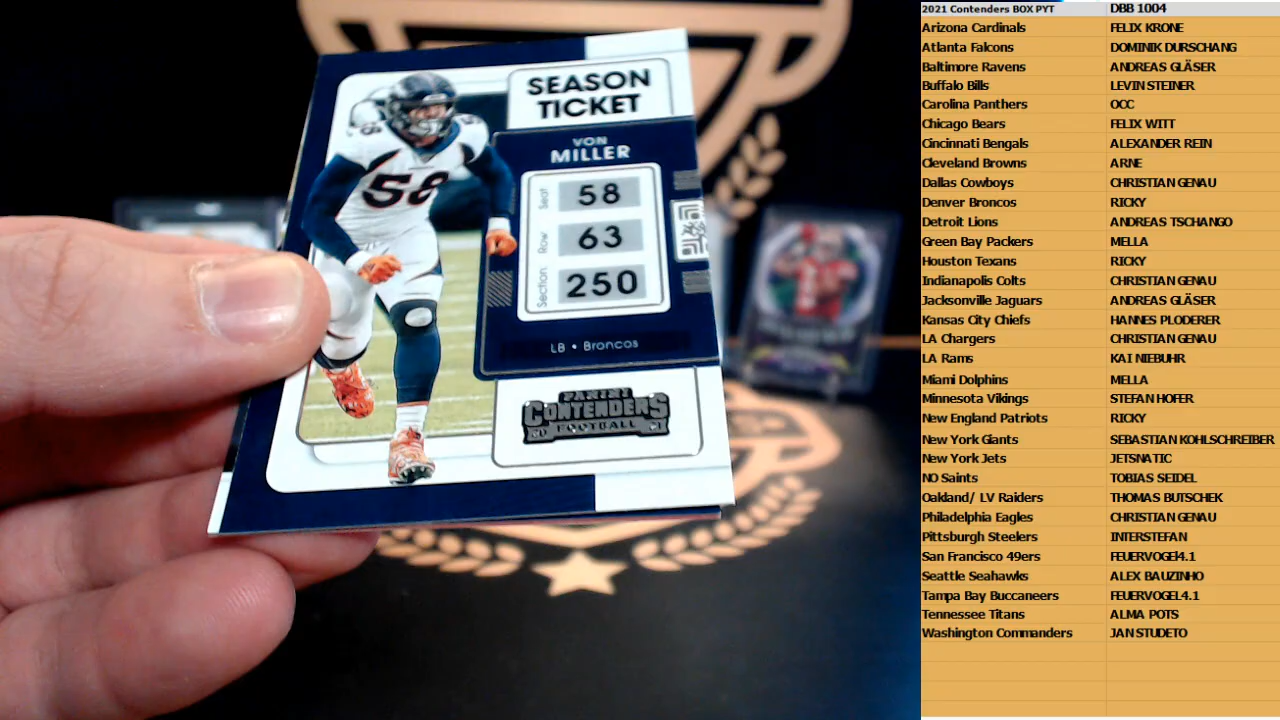 SEASON
TICKET
VON
MILLER
Seat 58
Row 63
Section 250
LB • Broncos
PANINI
CONTENDERS
FOOTBALL
58
2021 Contenders BOX PYT DBB 1004
Arizona Cardinals FELIX KRONE
Atlanta Falcons DOMINIK DURSCHANG
Baltimore Ravens ANDREAS GLÄSER
Buffalo Bills LEVIN STEINER
Carolina Panthers OCC
Chicago Bears FELIX WITT
Cincinnati Bengals ALEXANDER REIN
Cleveland Browns ARNE
Dallas Cowboys CHRISTIAN GENAU
Denver Broncos RICKY
Detroit Lions ANDREAS TSCHANGO
Green Bay Packers MELLA
Houston Texans RICKY
Indianapolis Colts CHRISTIAN GENAU
Jacksonville Jaguars ANDREAS GLÄSER
Kansas City Chiefs HANNES PLODERER
LA Chargers CHRISTIAN GENAU
LA Rams KAI NIEBUHR
Miami Dolphins MELLA
Minnesota Vikings STEFAN HOFER
New England Patriots RICKY
New York Giants SEBASTIAN KOHLSCHREIBER
New York Jets JETSNATIC
NO Saints TOBIAS SEIDEL
Oakland/ LV Raiders THOMAS BUTSCHEK
Philadelphia Eagles CHRISTIAN GENAU
Pittsburgh Steelers INTERSTEFAN
San Francisco 49ers FEUERVOGEl4.1
Seattle Seahawks ALEX BAUZINHO
Tampa Bay Buccaneers FEUERVOGEL4.1
Tennessee Titans ALMA POTS
Washington Commanders JAN STUDETO